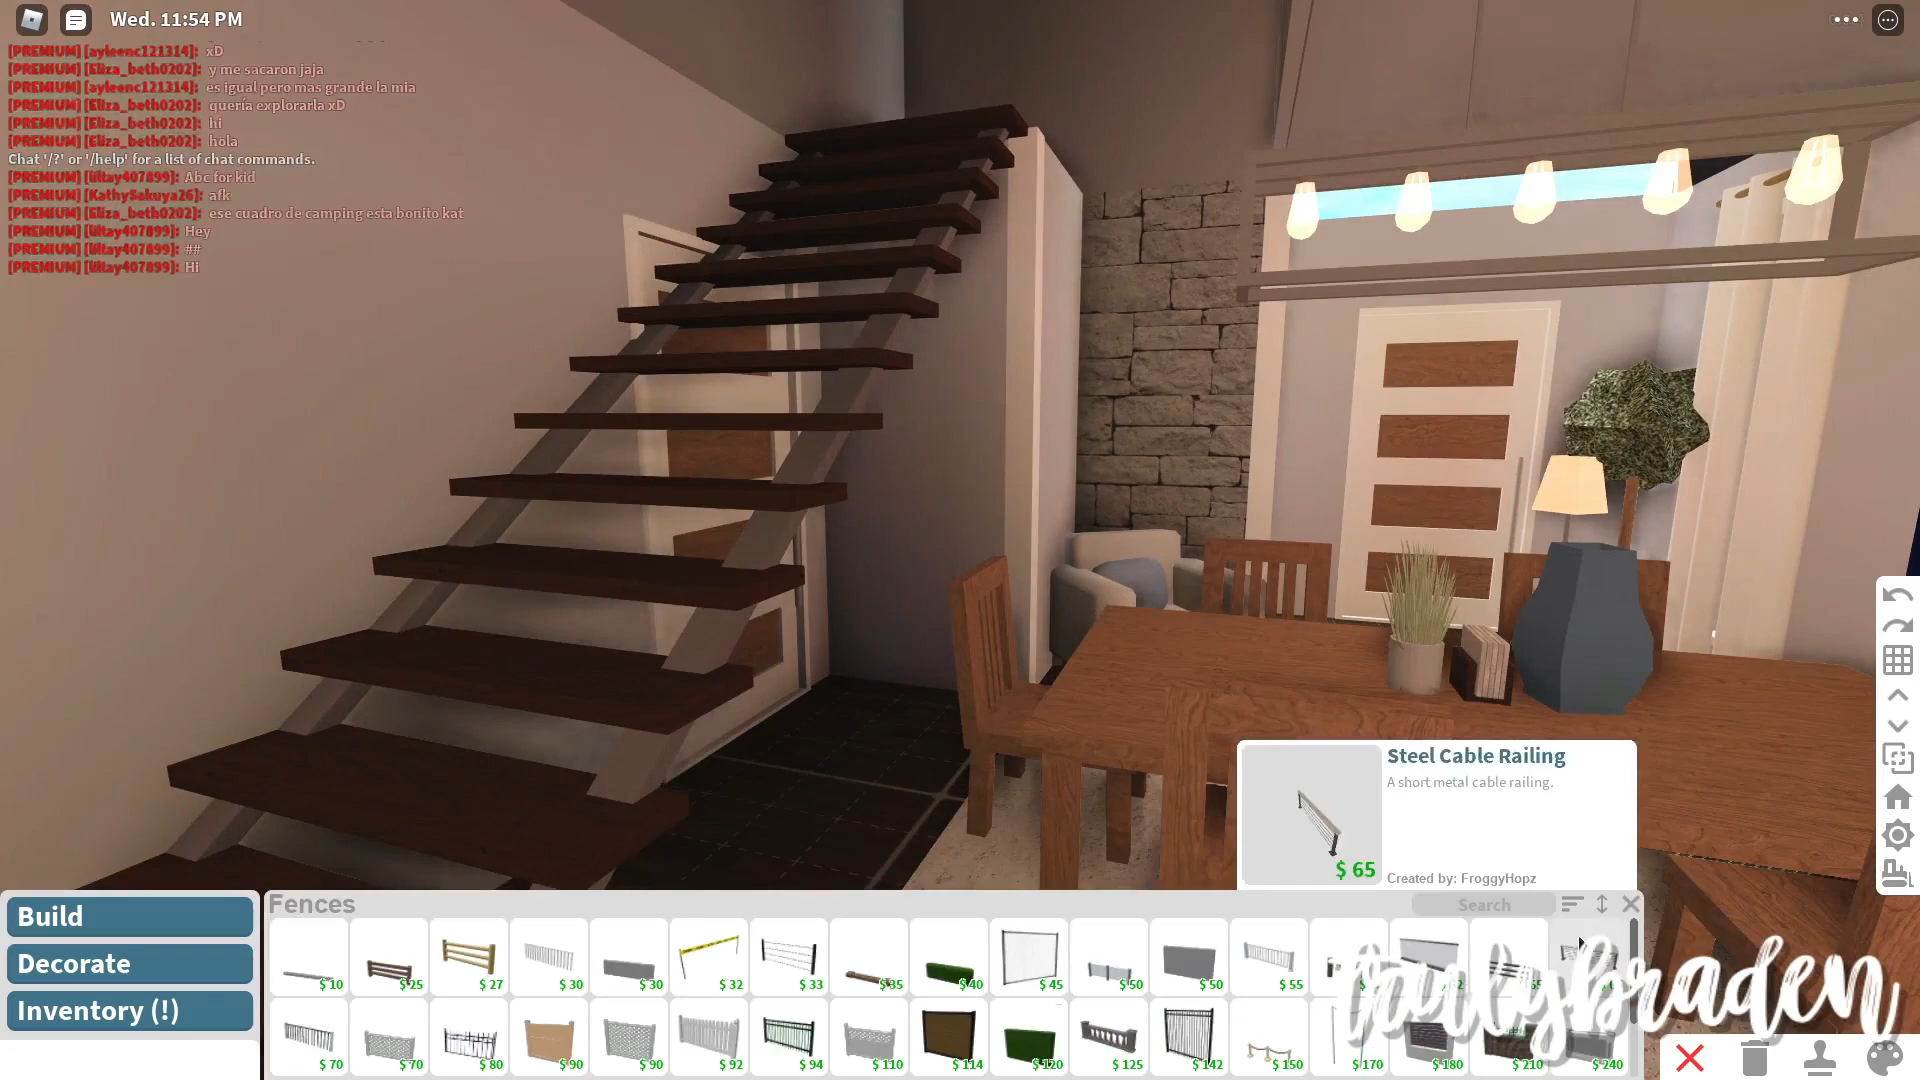 Wed. 11:54 PM
[PREMIUM] [ayleenc121314]: xD
[PREMIUM] [Eliza_beth0202]: y me sacaron jaja
[PREMIUM] [ayleenc121314]: es igual pero mas grande la mia
[PREMIUM] [Eliza_beth0202]: quería explorarla xD
[PREMIUM] [Eliza_beth0202]: hi
[PREMIUM] [Eliza_beth0202]: hola
Chat '/?' or '/help' for a list of chat commands.
[PREMIUM] [lilttay407899]: Abc for kid
[PREMIUM] [KathySakuya26]: afk
[PREMIUM] [Eliza_beth0202]: ese cuadro de camping esta bonito kat
[PREMIUM] [lilttay407899]: Hey
[PREMIUM] [lilttay407899]: ##
[PREMIUM] [lilttay407899]: Hi
Steel Cable Railing
A short metal cable railing.
$ 65
Created by: FroggyHopz
Build
Decorate
Inventory (!)
Fences
Search
$ 10 $ 25 $ 27 $ 30 $ 30 $ 32 $ 33 $ 35 $ 40 $ 45 $ 50 $ 50 $ 55
$ 70 $ 70 $ 80 $ 90 $ 90 $ 92 $ 94 $ 110 $ 114 $ 120 $ 125 $ 142 $ 150 $ 170 $ 180 $ 210 $ 240
trulybraden